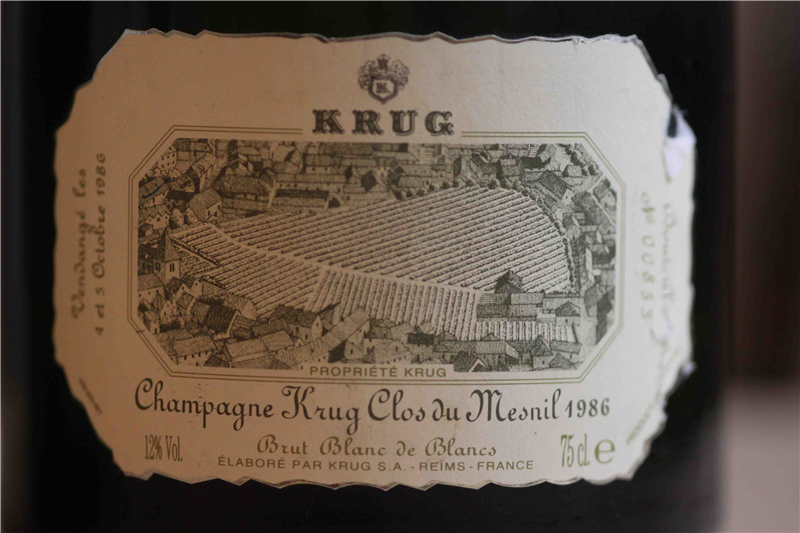 K
KRUG
Vendangé les
4 et 5 Octobre 1986
PROPRIÉTÉ KRUG
Champagne Krug Clos du Mesnil 1986
12% Vol.
Brut Blanc de Blancs
75 cl e
ÉLABORÉ PAR KRUG S.A. - REIMS - FRANCE